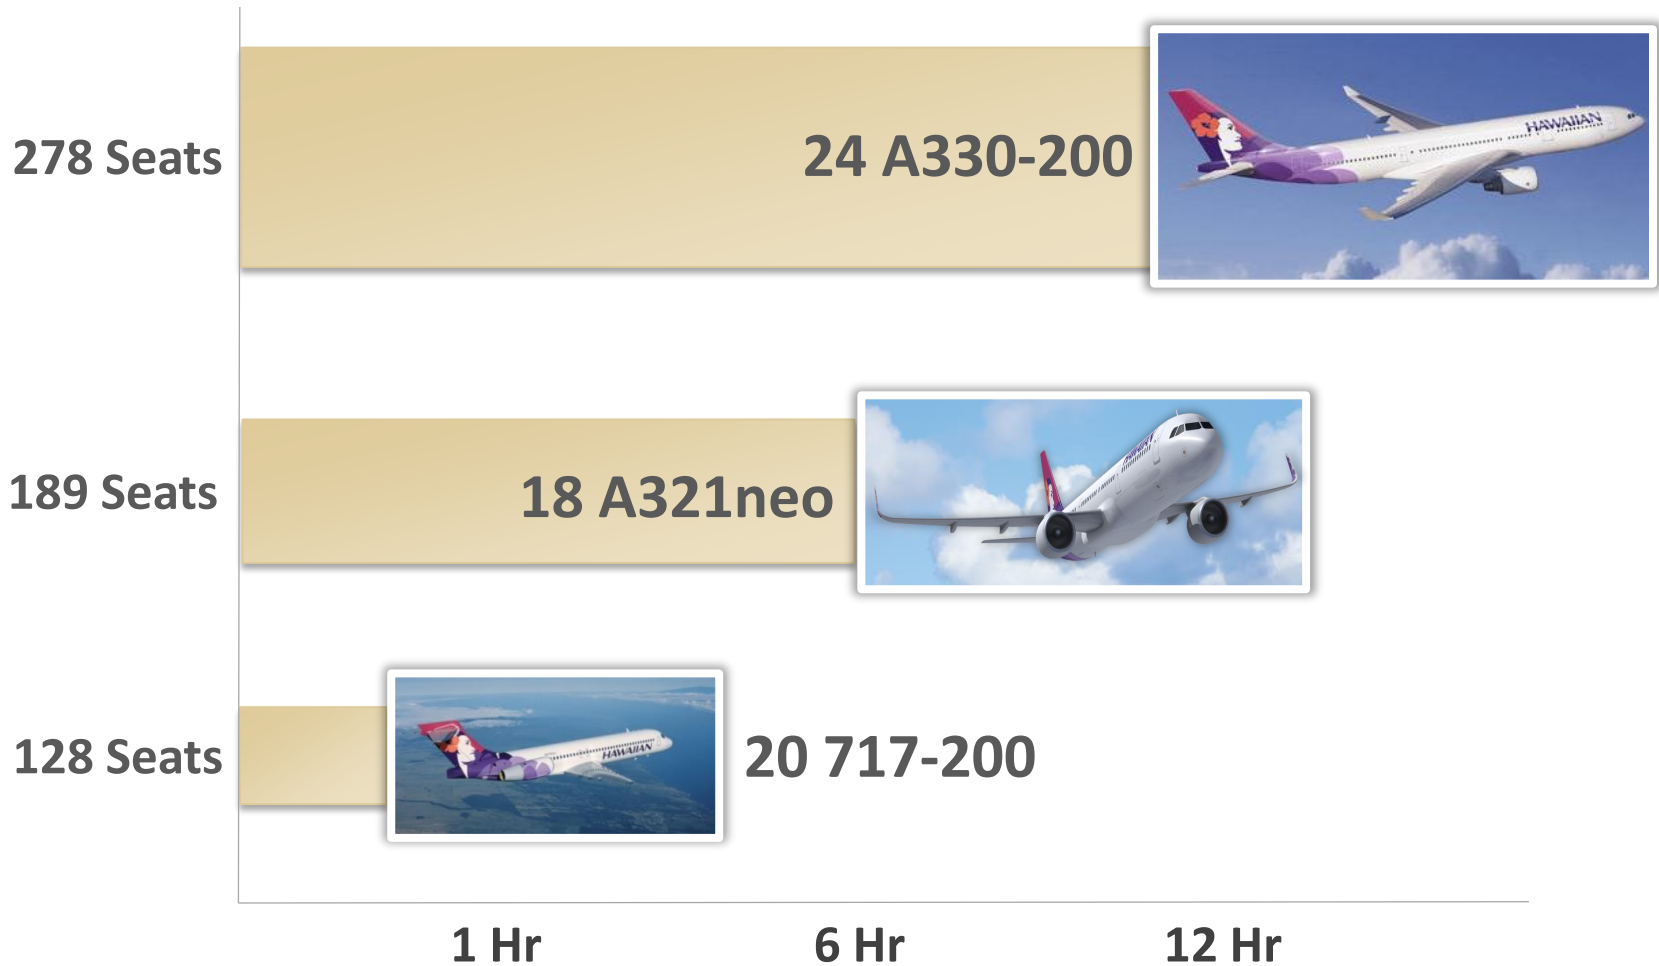 278 Seats
24 A330-200
HAWAIIAN
189 Seats
18 A321neo
128 Seats
HAWAIIAN
20 717-200
1 Hr
6 Hr
12 Hr